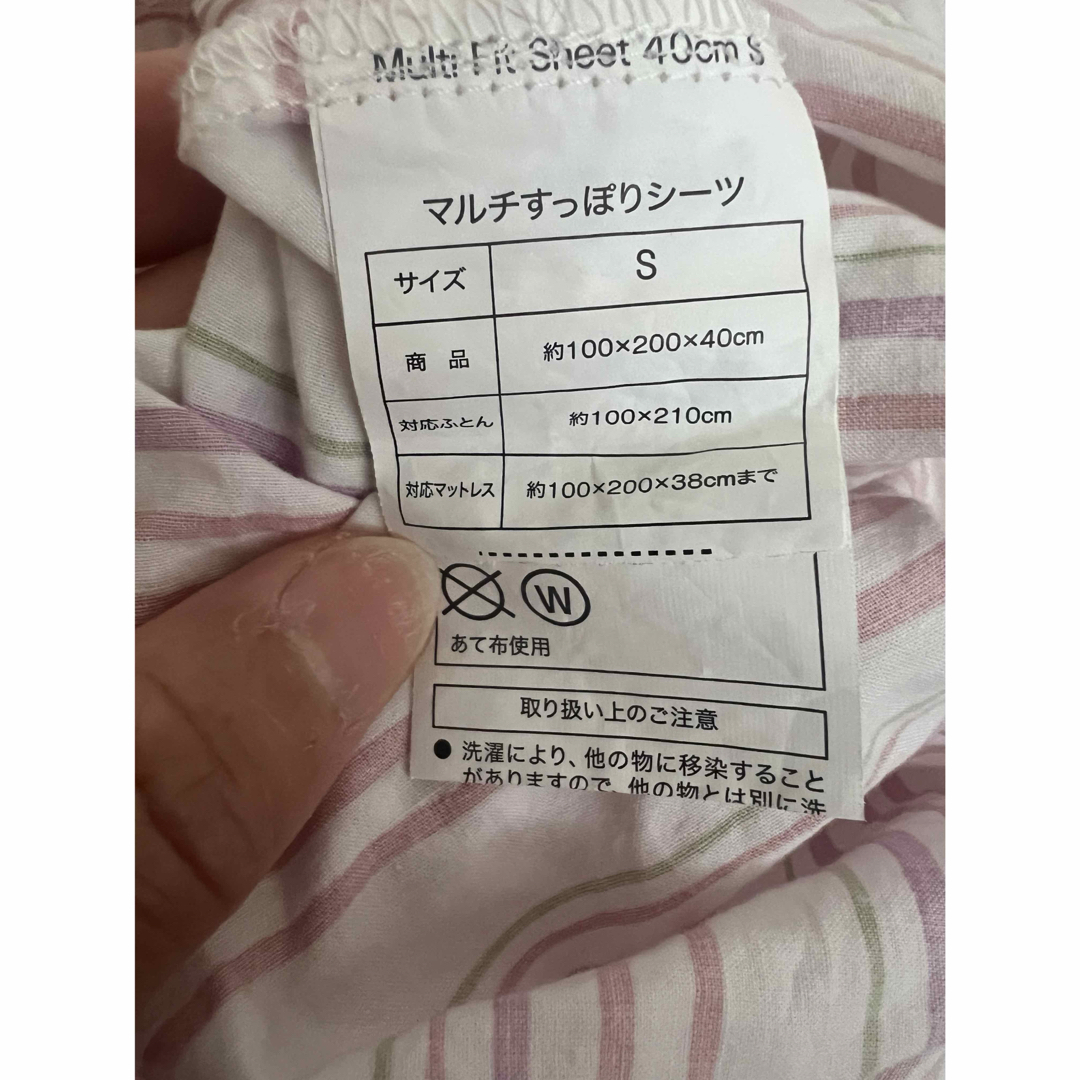 Multi Fit Sheet 40cm S
マルチすっぽりシーツ
サイズ S
商 品 約100×200×40cm
対応ふとん 約100×210cm
対応マットレス 約100×200×38cmまで
W
あて布使用
取り扱い上のご注意
● 洗濯により、他の物に移染すること
がありますので、他の物とは別に洗